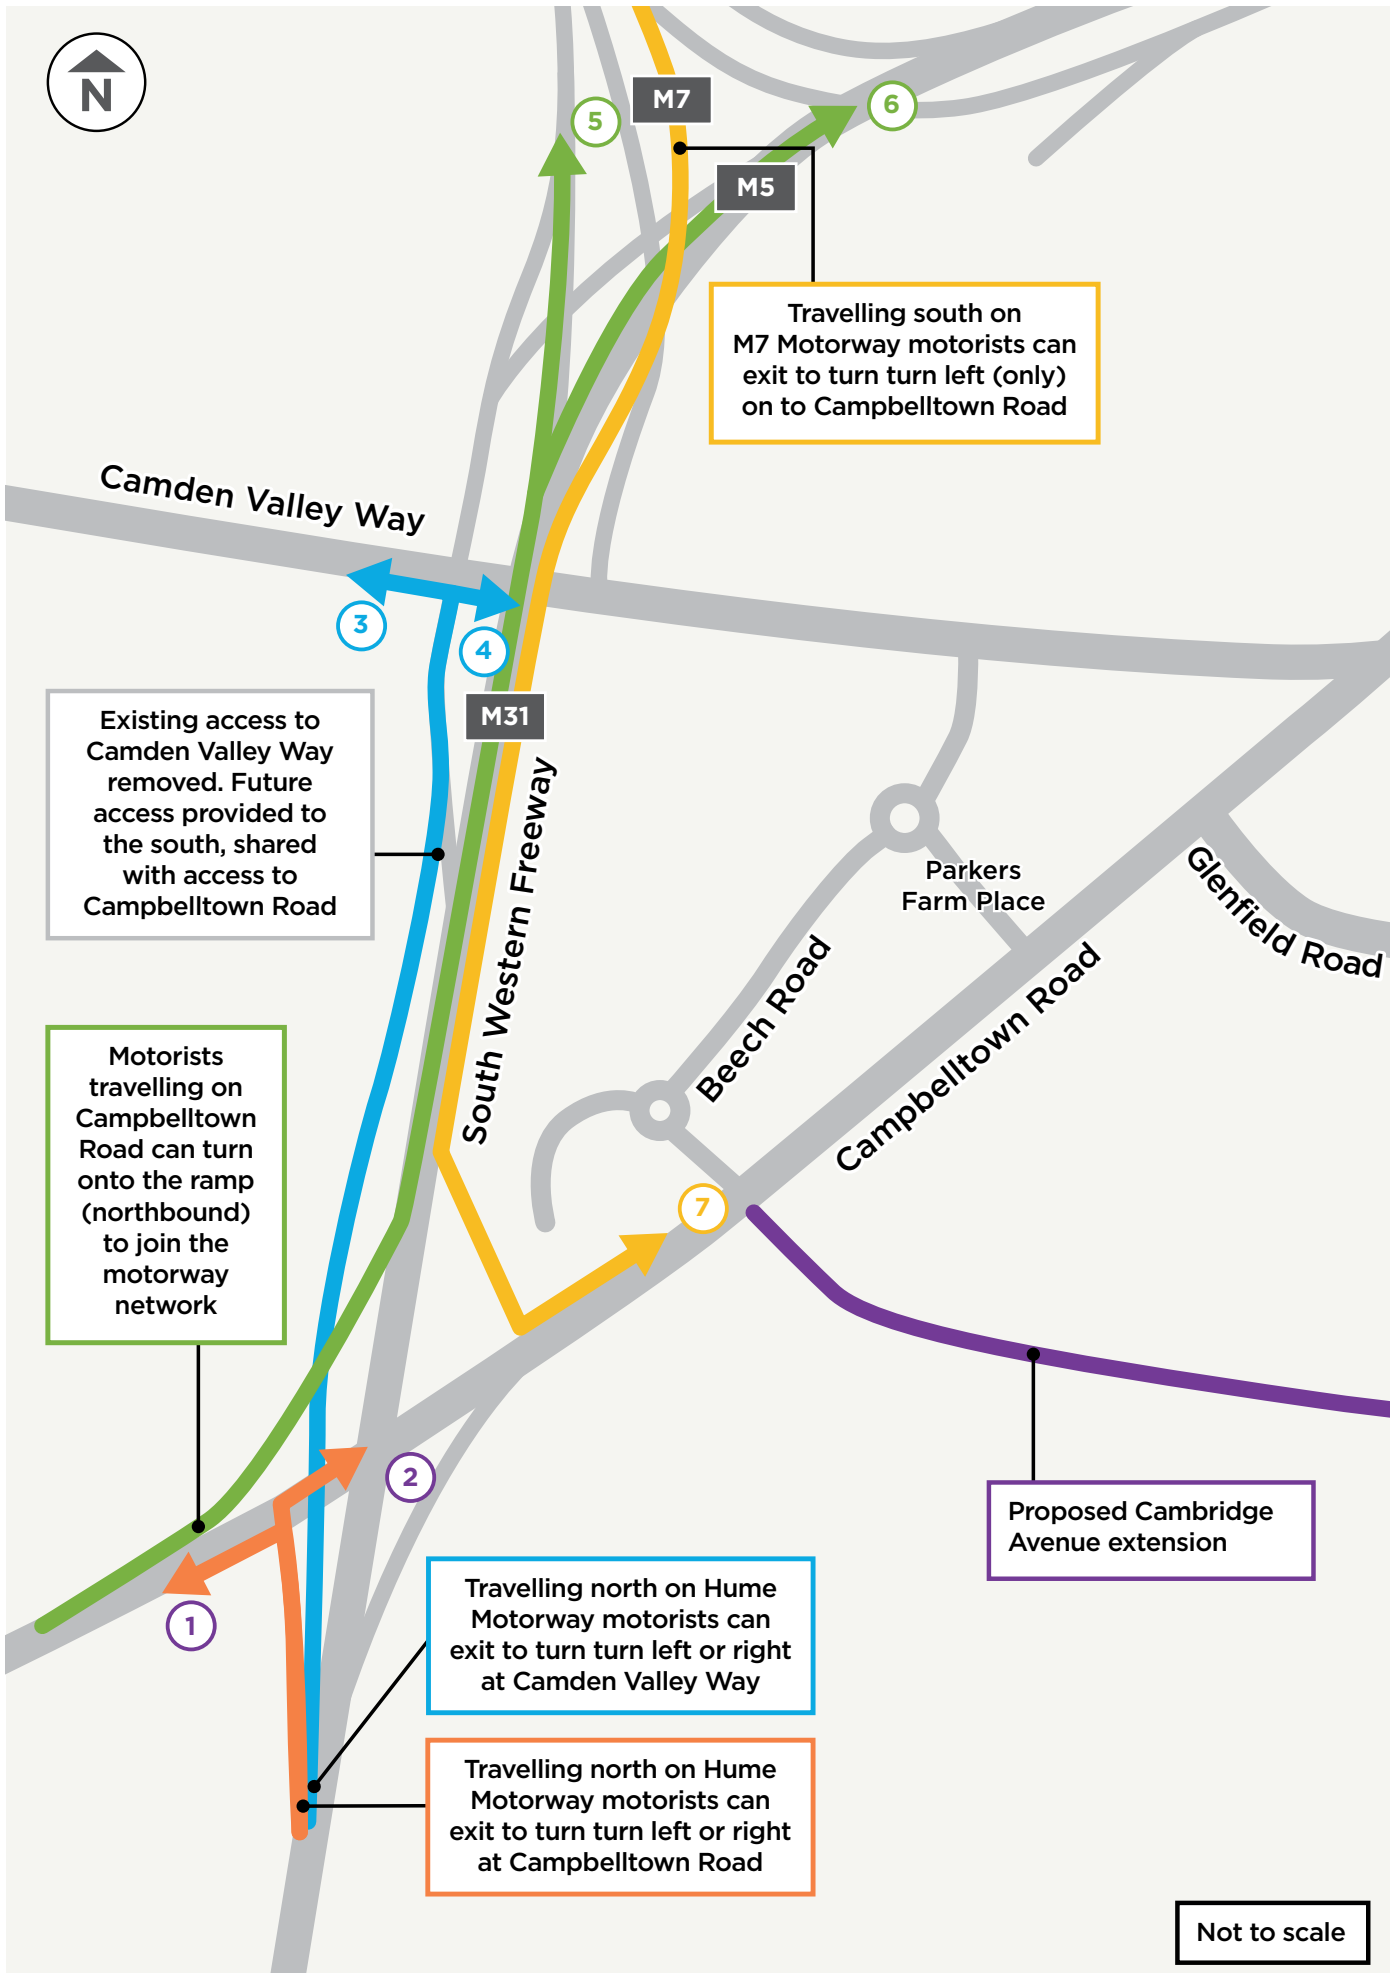 N
5
M7
6
M5
Travelling south on
M7 Motorway motorists can
exit to turn turn left (only)
on to Campbelltown Road
Camden Valley Way
3
4
M31
Existing access to
Camden Valley Way
removed. Future
access provided to
the south, shared
with access to
Campbelltown Road
South Western Freeway
Parkers
Farm Place
Glenfield Road
Beech Road
Campbelltown Road
Motorists
travelling on
Campbelltown
Road can turn
onto the ramp
(northbound)
to join the
motorway
network
7
2
Proposed Cambridge
Avenue extension
1
Travelling north on Hume
Motorway motorists can
exit to turn turn left or right
at Camden Valley Way
Travelling north on Hume
Motorway motorists can
exit to turn turn left or right
at Campbelltown Road
Not to scale